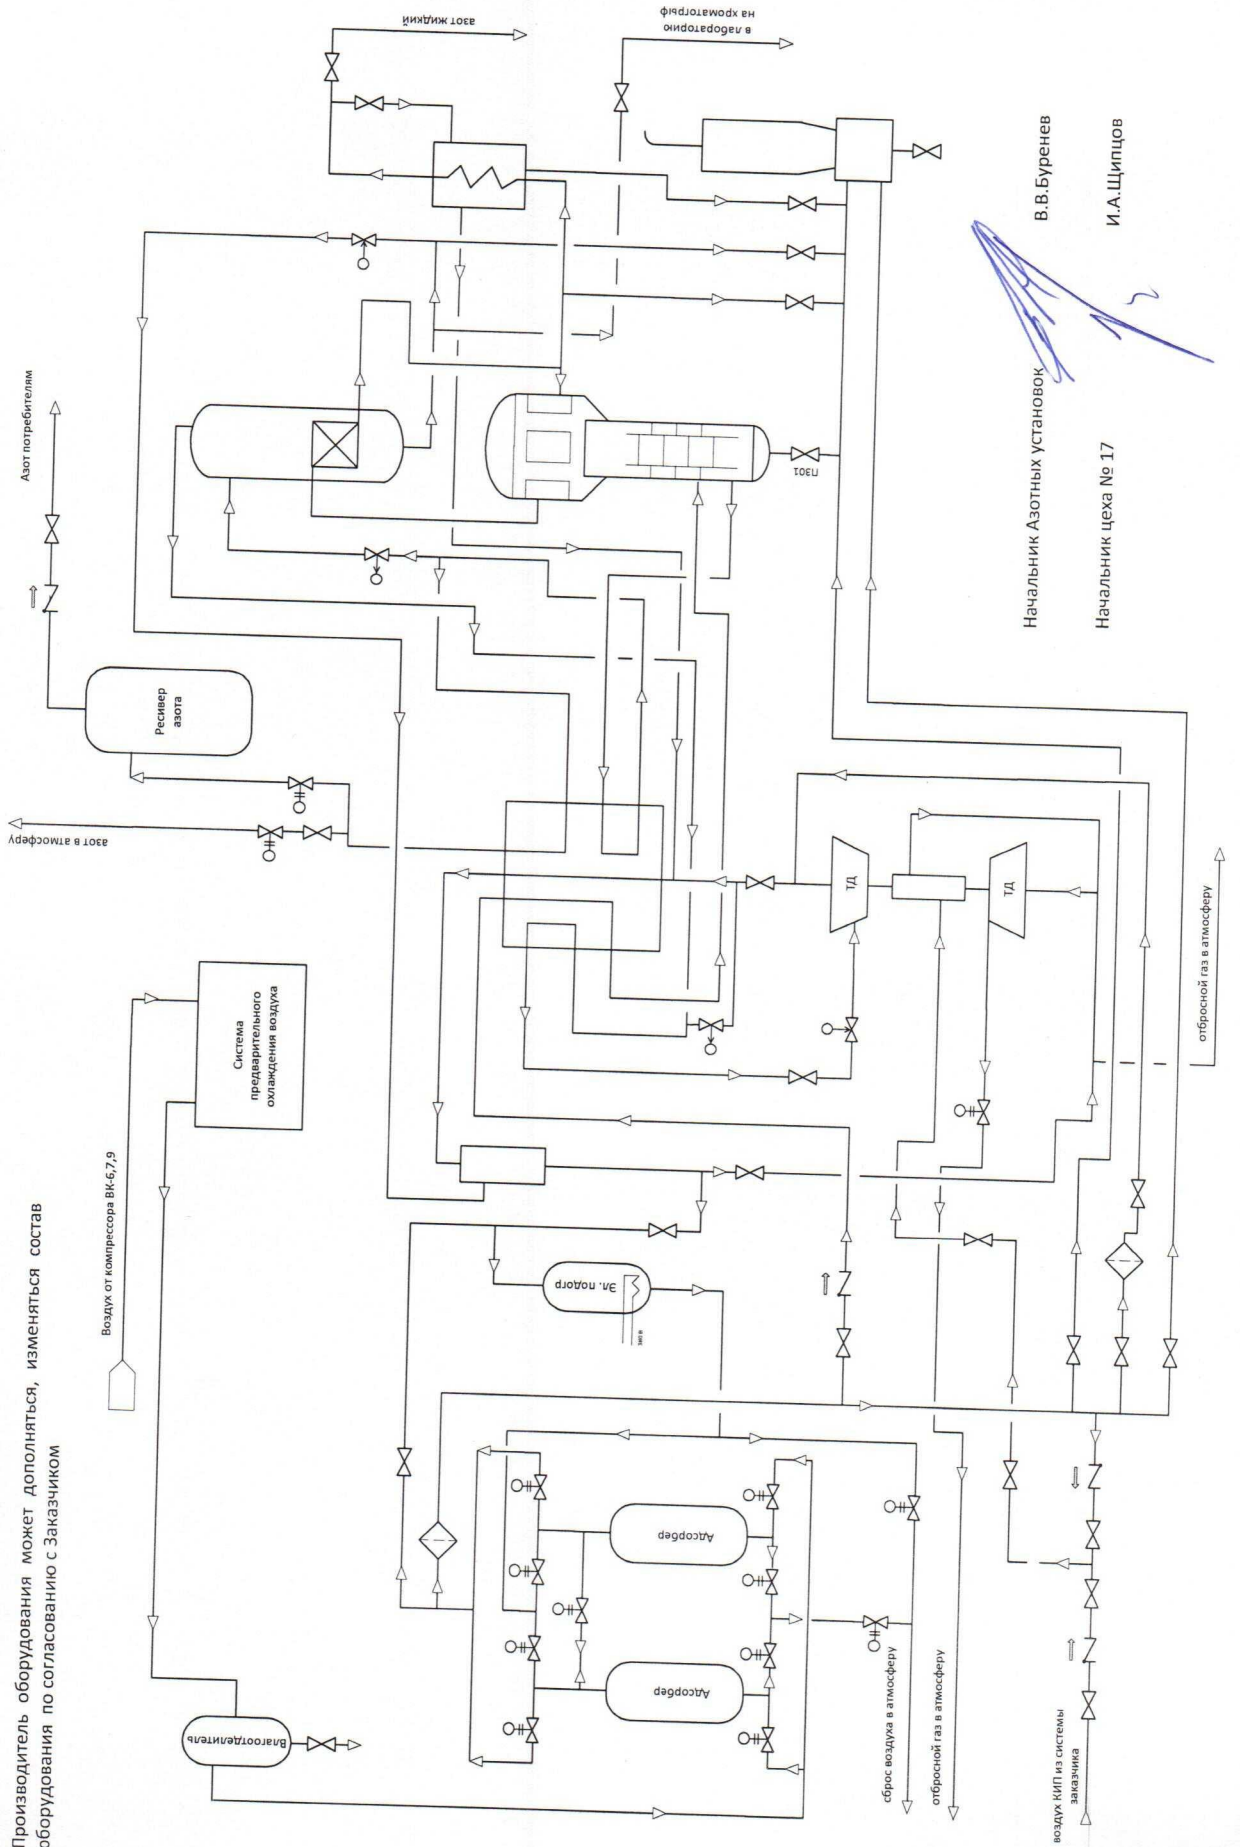 Производитель оборудования может дополняться, изменяться состав
оборудования по согласованию с Заказчиком
Воздух от компрессора ВК-6,7,9
Система
предварительного
охлаждения воздуха
Влагоотделитель
азот в атмосферу
Ресивер
азота
Азот потребителям
азот жидкий
в лабораторию
на хроматогрыф
П301
ТД
ТД
Эл. подогр
Адсорбер
Адсорбер
сброс воздуха в атмосферу
отбросной газ в атмосферу
воздух КИП из системы
заказчика
отбросной газ в атмосферу
Начальник Азотных установок
В.В.Буренев
Начальник цеха № 17
И.А.Щипцов